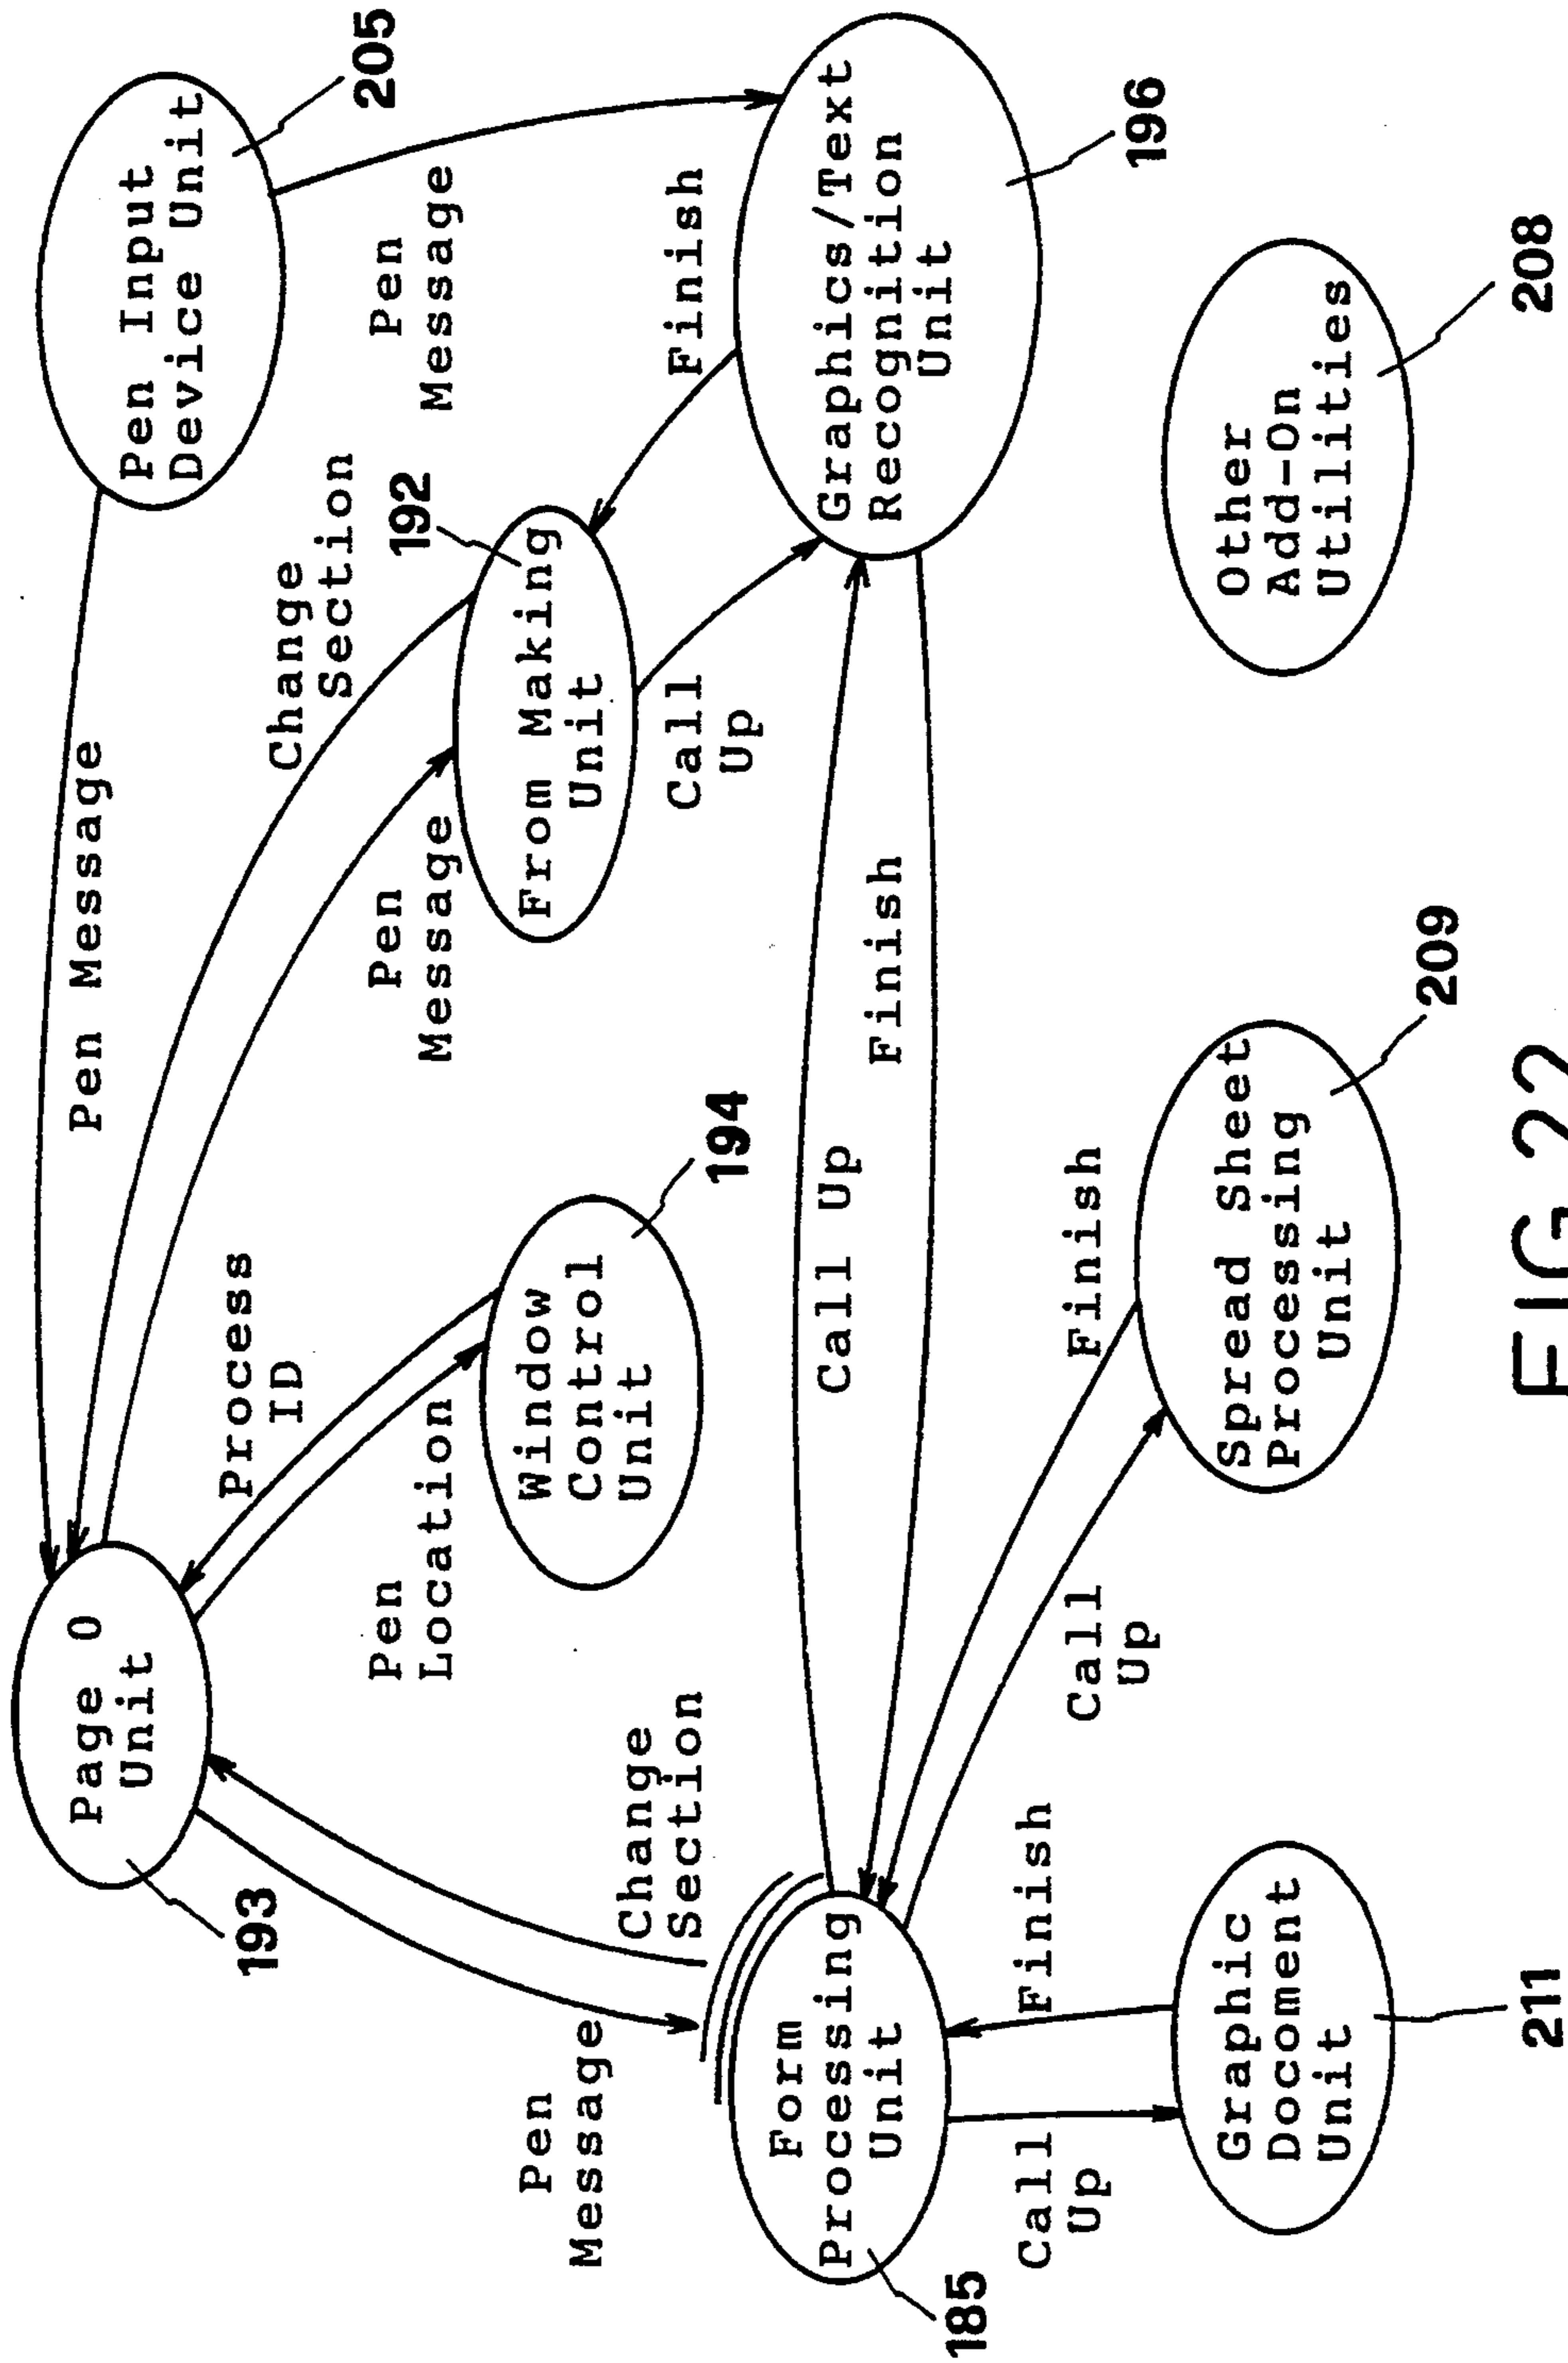 Page 0
Unit
193
Pen Message
Pen Input
Device Unit
205
Process
ID
Change
Section
Pen
Location
Pen
Message
192
Pen
Message
Window
Control
Unit
194
From Making
Unit
Call
Up
Finish
Pen
Message
Change
Section
Form
Processing
Unit
185
Call Up
Finish
Graphics/Text
Recognition
Unit
196
Call
Up
Finish
Call
Up
Finish
Graphic
Docoment
Unit
211
Spread Sheet
Processing
Unit
209
Other
Add-On
Utilities
208
FIG 22